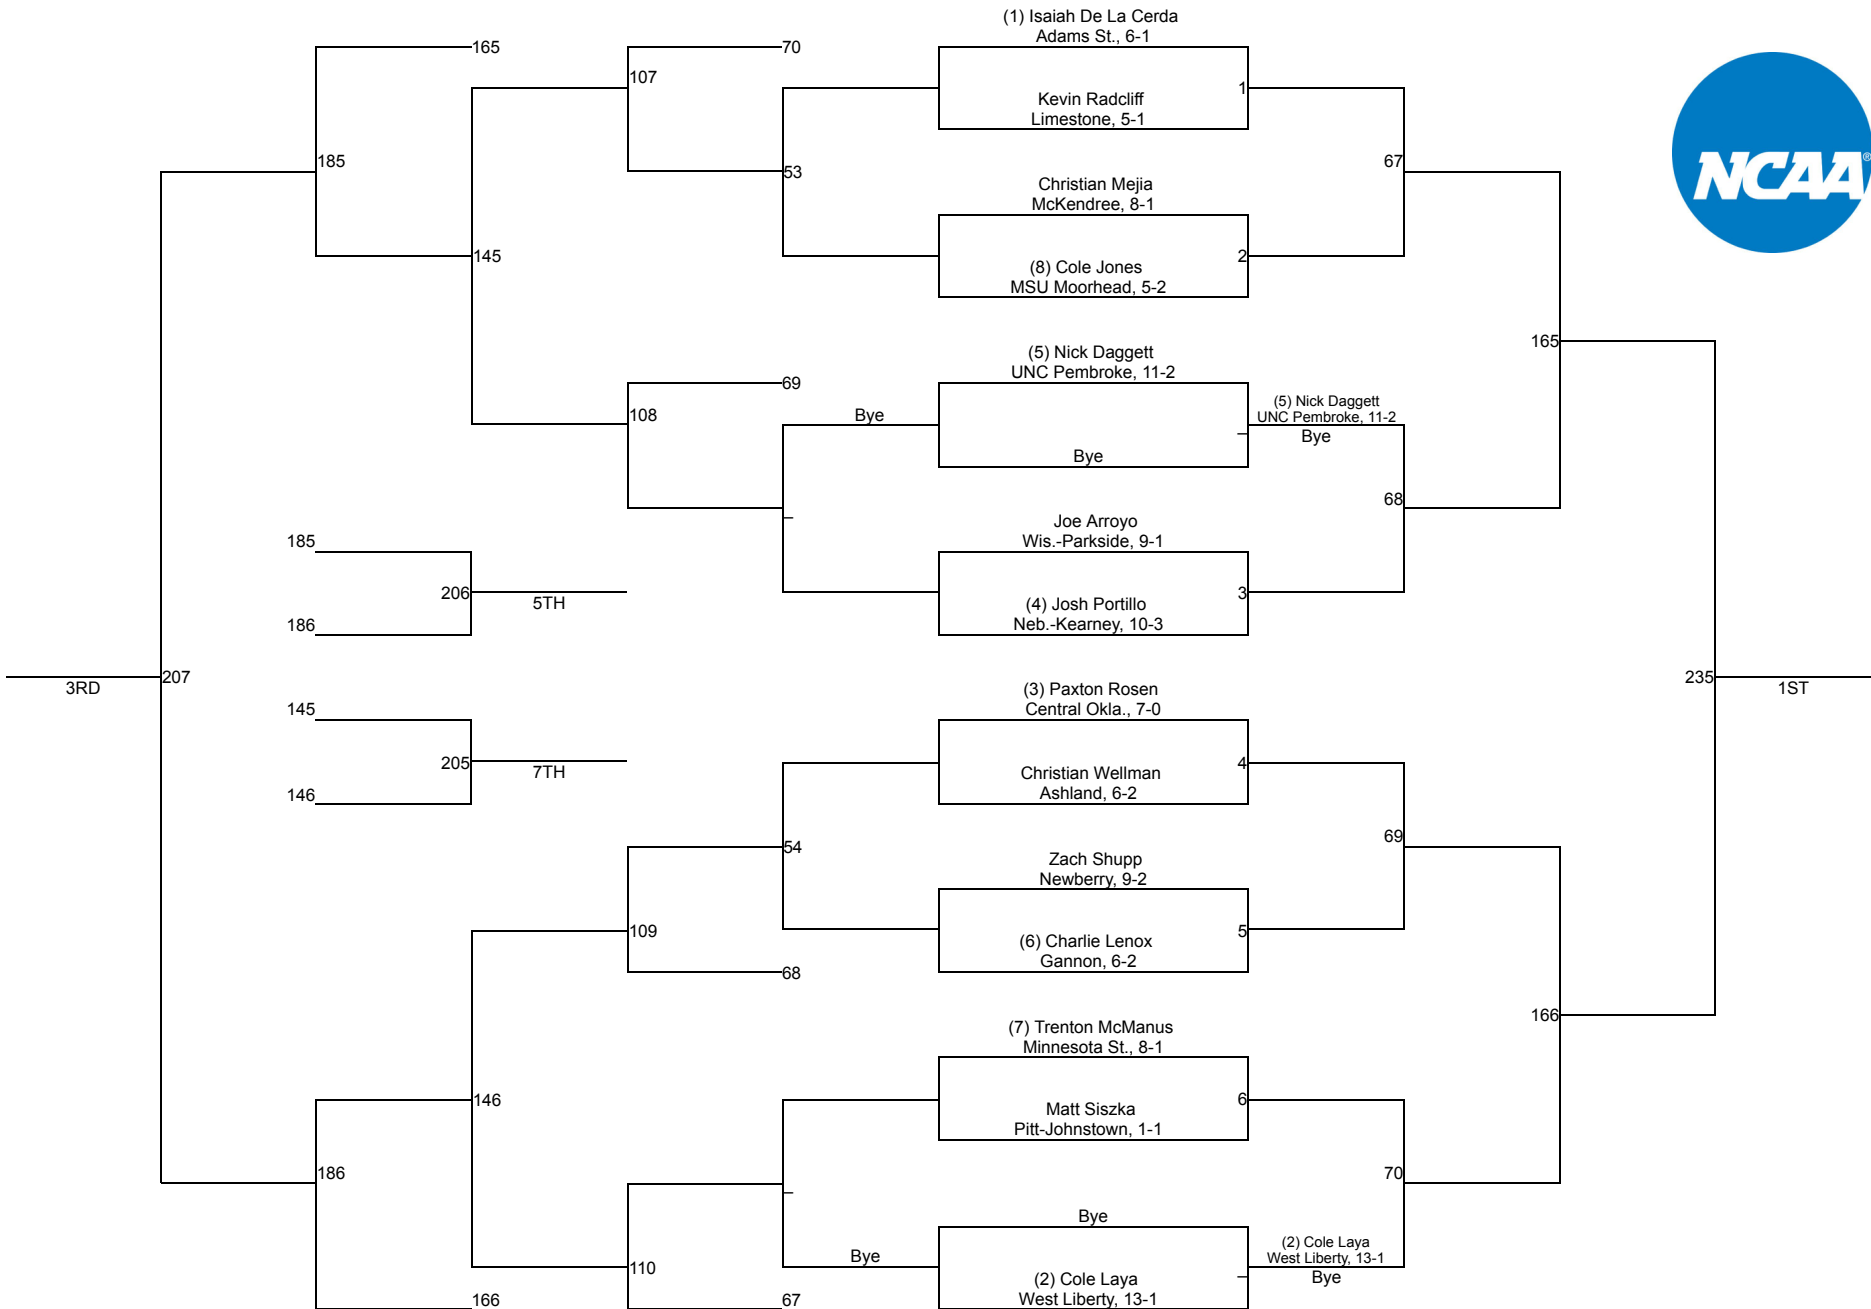 (1) Isaiah De La Cerda
Adams St., 6-1
165
70
107
1
Kevin Radcliff
Limestone, 5-1
NCAA®
185
53
67
Christian Mejia
McKendree, 8-1
145
2
(8) Cole Jones
MSU Moorhead, 5-2
165
(5) Nick Daggett
UNC Pembroke, 11-2
69
108
Bye
(5) Nick Daggett
UNC Pembroke, 11-2
–
Bye
Bye
68
–
Joe Arroyo
Wis.-Parkside, 9-1
185
206
5TH
3
(4) Josh Portillo
Neb.-Kearney, 10-3
186
3RD
207
(3) Paxton Rosen
Central Okla., 7-0
235
1ST
145
205
7TH
4
Christian Wellman
Ashland, 6-2
146
54
69
Zach Shupp
Newberry, 9-2
109
5
(6) Charlie Lenox
Gannon, 6-2
68
166
(7) Trenton McManus
Minnesota St., 8-1
146
6
Matt Siszka
Pitt-Johnstown, 1-1
186
70
–
Bye
Bye
(2) Cole Laya
West Liberty, 13-1
110
–
Bye
(2) Cole Laya
West Liberty, 13-1
166
67